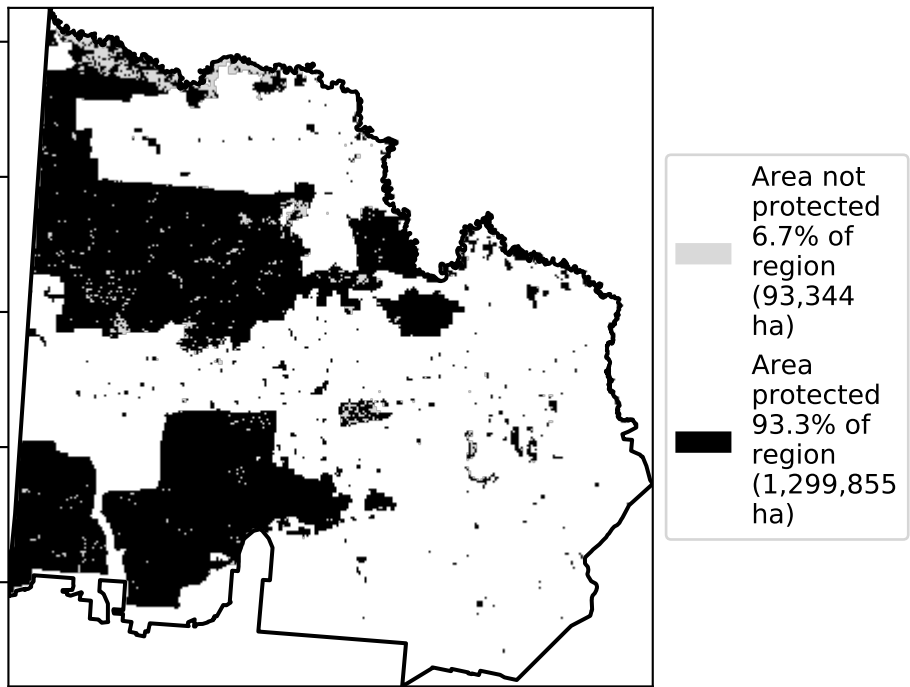 Area not
protected
6.7% of
region
(93,344
ha)
Area
protected
93.3% of
region
(1,299,855
ha)